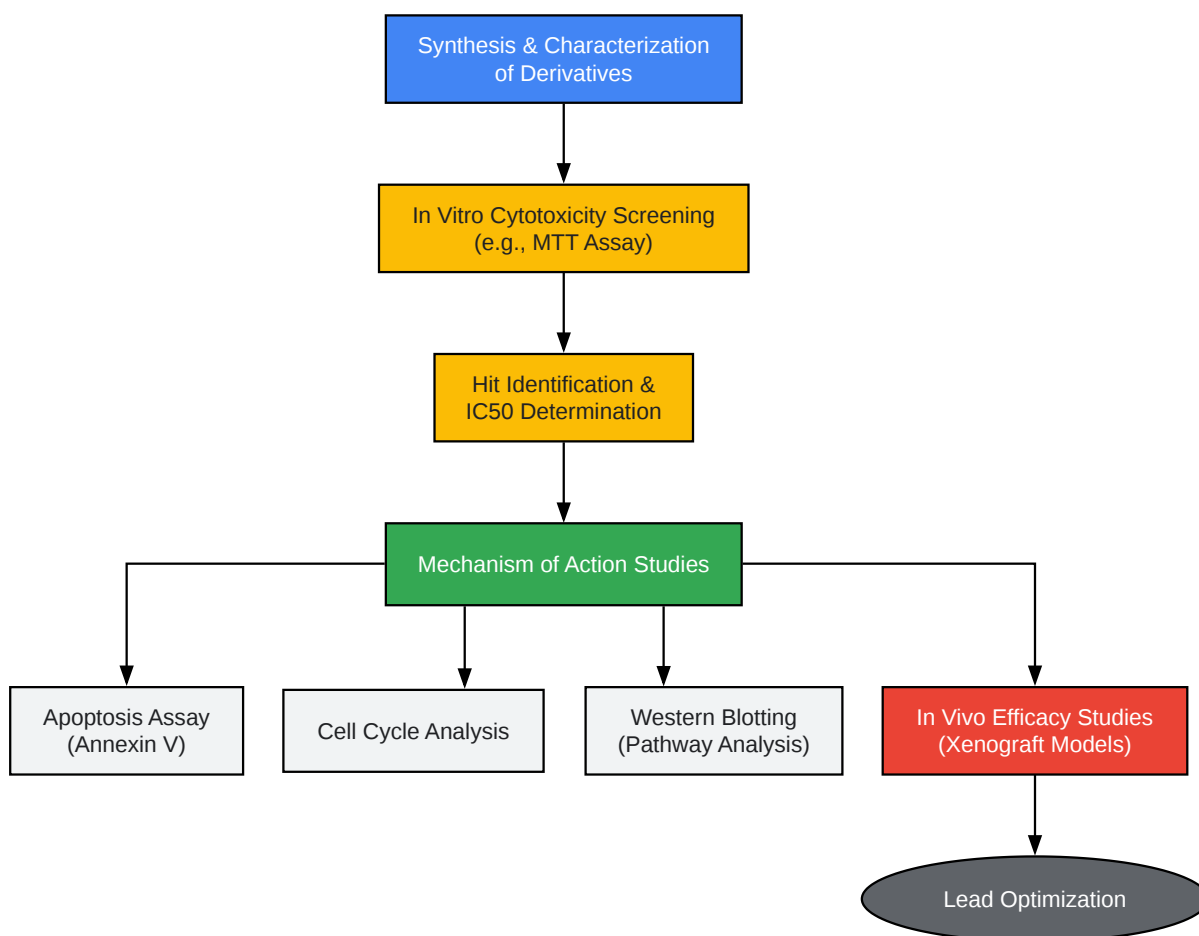 Synthesis & Characterization
of Derivatives
In Vitro Cytotoxicity Screening
(e.g., MTT Assay)
Hit Identification &
IC50 Determination
Mechanism of Action Studies
Apoptosis Assay
(Annexin V)
Cell Cycle Analysis
Western Blotting
(Pathway Analysis)
In Vivo Efficacy Studies
(Xenograft Models)
Lead Optimization